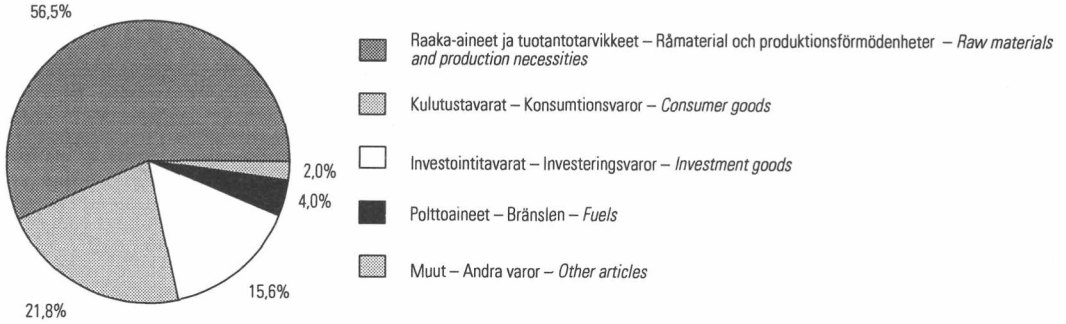 56,5%
Raaka-aineet ja tuotantotarvikkeet – Råmaterial och produktionsförmödenheter – Raw materials
and production necessities
Kulutustavarat – Konsumtionsvaror – Consumer goods
Investointitavarat – Investeringsvaror – Investment goods
2,0%
4,0%
Polttoaineet – Bränslen – Fuels
Muut – Andra varor – Other articles
15,6%
21,8%